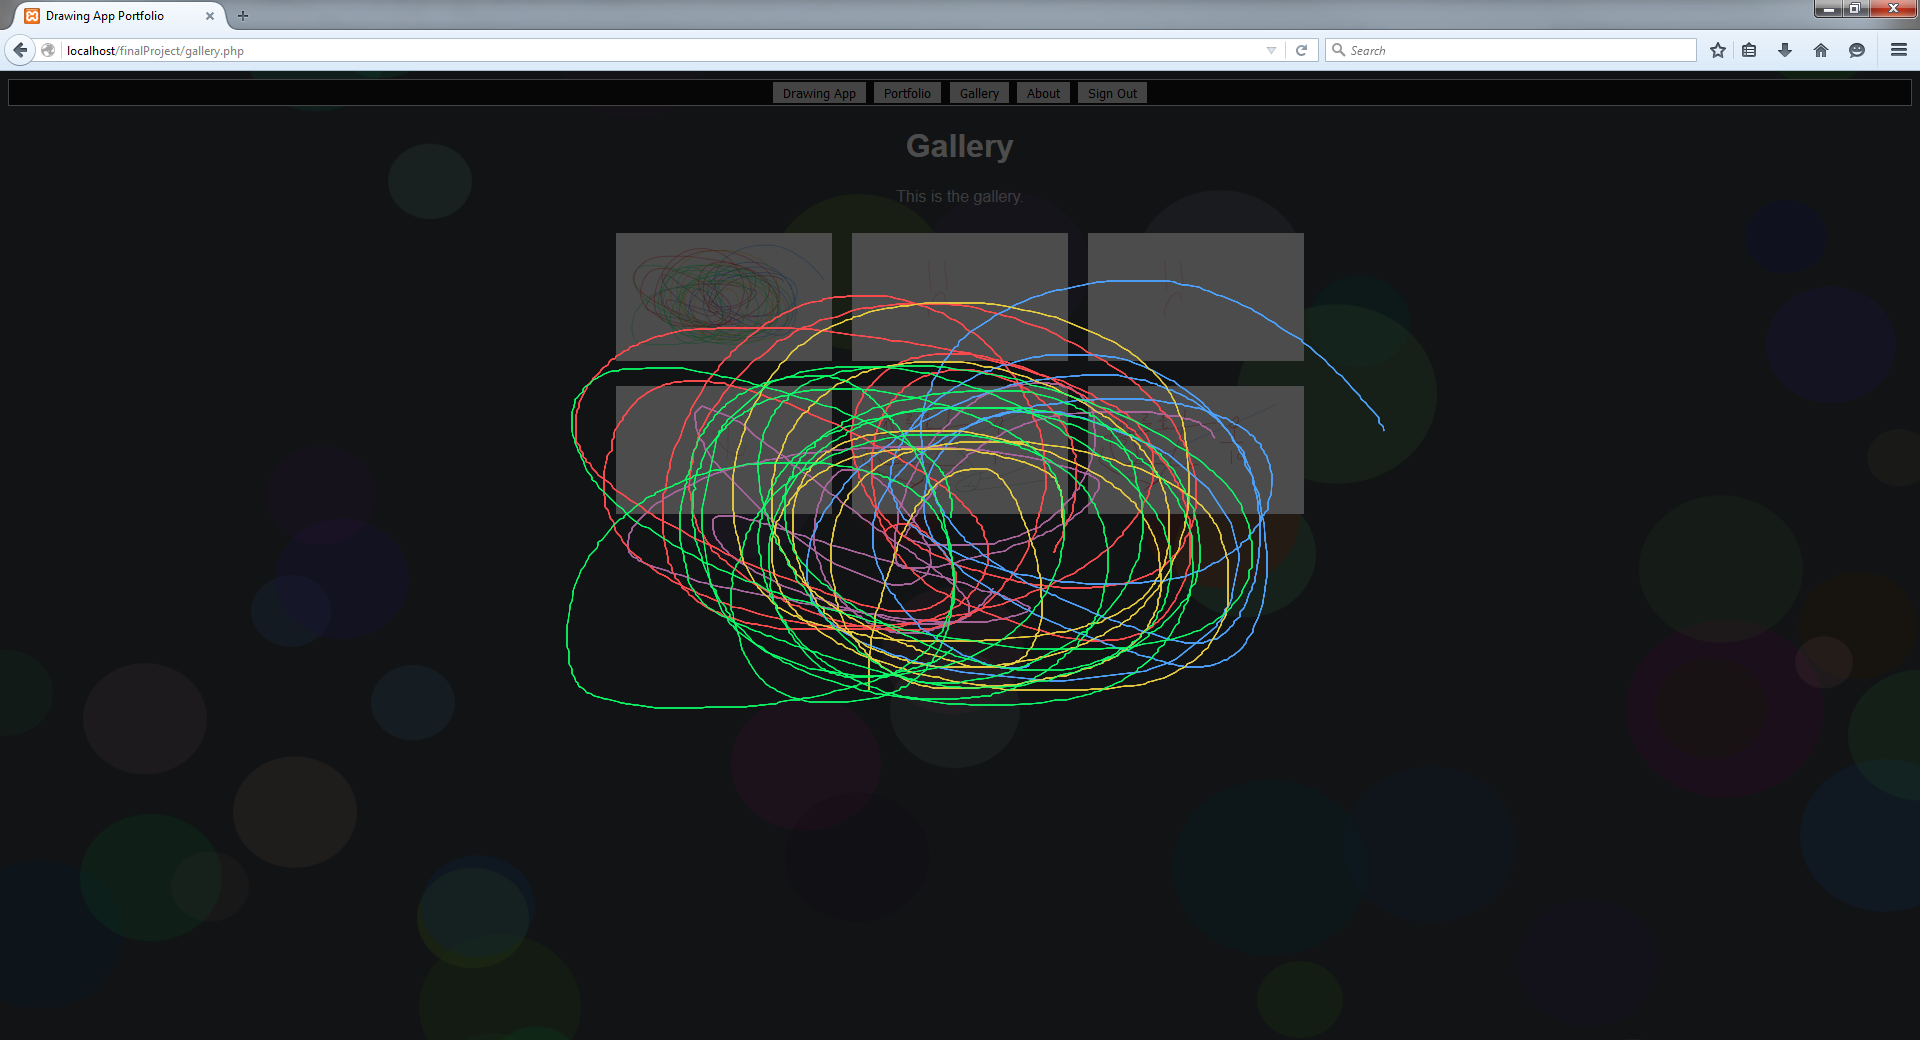 Drawing App Portfolio
localhost/finalProject/gallery.php
Search
Drawing App Portfolio Gallery About Sign Out
Gallery
This is the gallery.